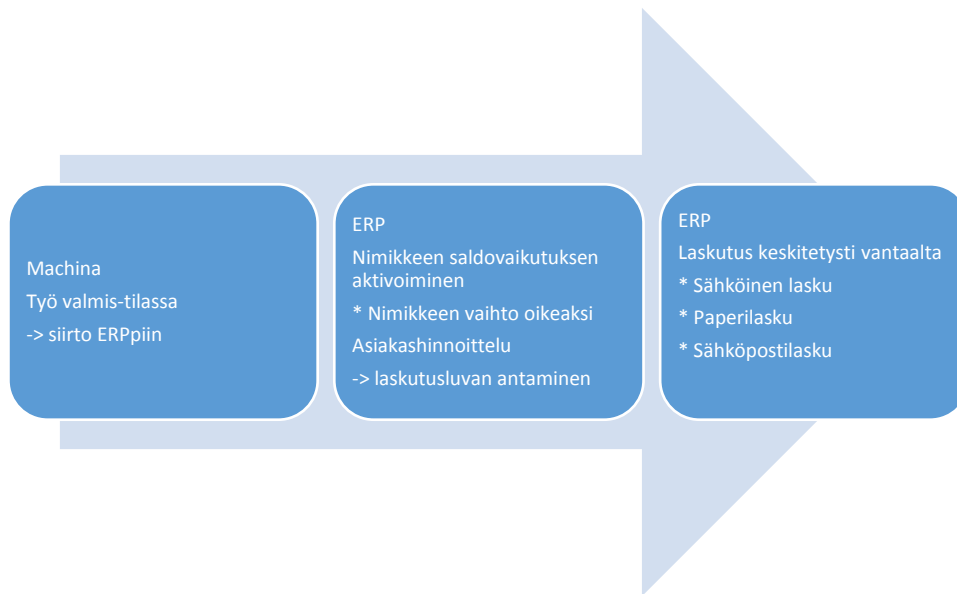 Machina
Työ valmis-tilassa
-> siirto ERPpiin
ERP
Nimikkeen saldovaikutuksen
aktivoiminen
* Nimikkeen vaihto oikeaksi
Asiakashinnoittelu
-> laskutusluvan antaminen
ERP
Laskutus keskitetysti vantaalta
* Sähköinen lasku
* Paperilasku
* Sähköpostilasku